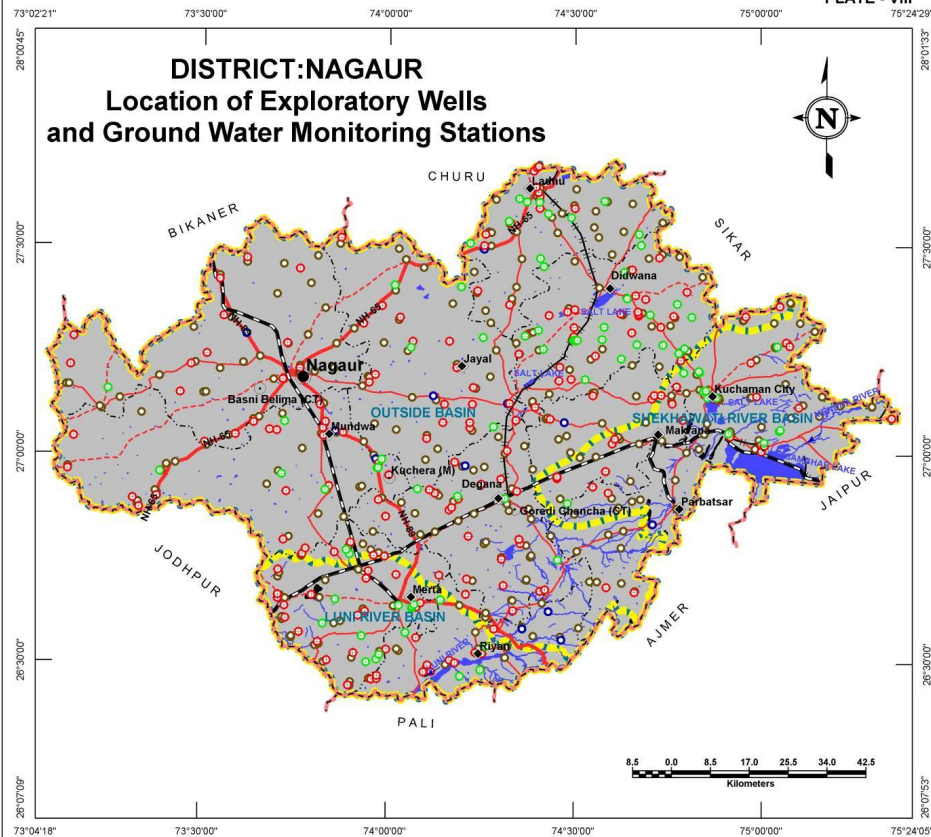 PLATE - VIII
73°02'21" 73°30'00" 74°00'00" 74°30'00" 75°00'00" 75°24'29"
28°00'45"
28°01'33"
DISTRICT:NAGAUR
Location of Exploratory Wells
and Ground Water Monitoring Stations
N
CHURU
BIKANER
SIKAR
Ladnu
NH-65
27°30'00"
27°30'00"
Didwana
SALT LAKE
NH-65
Jayal
Nagaur
SALT LAKE
Kuchaman City
Basni Belima (CT)
SALT LAKE
OUTSIDE BASIN
SHEKHAWATI RIVER BASIN
Mundwa
Makrana
NH-65
27°00'00"
27°00'00"
SAMBHAR LAKE
Kuchera (M)
Degana
JAIPUR
NH-65
Parbatsar
Goredi Chancha (CT)
NH-89
JODHPUR
Merta
LUNI RIVER BASIN
AJMER
Riyan
LUNI RIVER
26°30'00"
26°30'00"
PALI
8.5 0.0 8.5 17.0 25.5 34.0 42.5
Kilometers
26°07'09"
26°07'53"
73°04'18" 73°30'00" 74°00'00" 74°30'00" 75°00'00" 75°24'05"